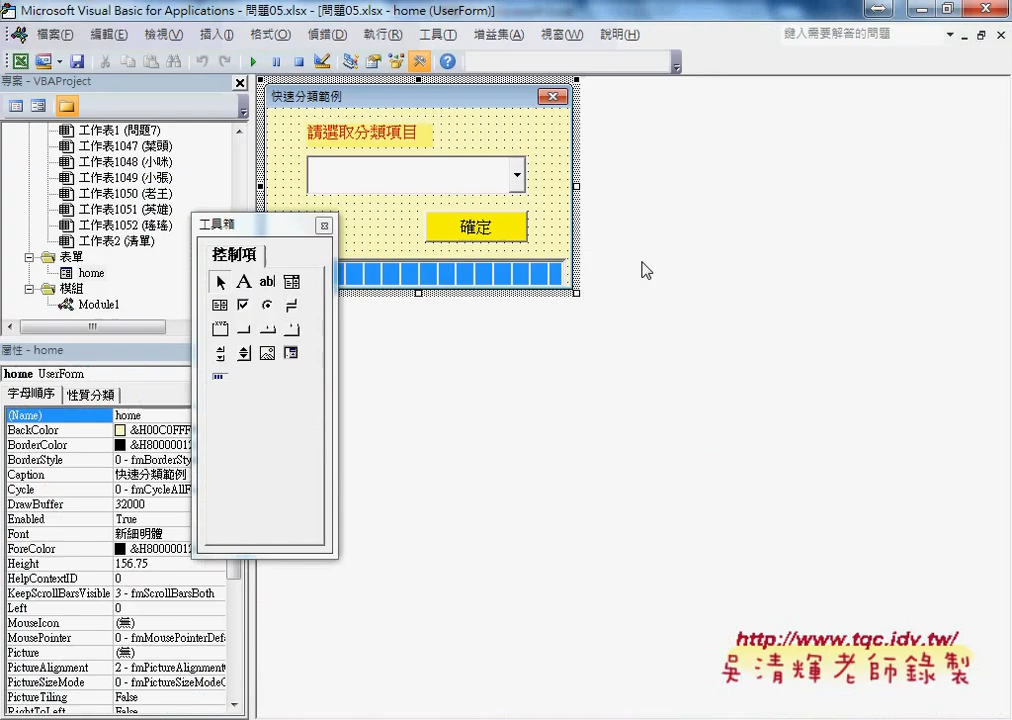 Microsoft Visual Basic for Applications - 問題05.xlsx - [問題05.xlsx - home (UserForm)]
檔案(F) 編輯(E) 檢視(V) 插入(I) 格式(O) 偵錯(D) 執行(R) 工具(T) 增益集(A) 視窗(W) 說明(H) 鍵入需要解答的問題
專案 - VBAProject
工作表1 (問題7)
工作表1047 (葉頭)
工作表1048 (小咪)
工作表1049 (小張)
工作表1050 (老王)
工作表1051 (英雄)
工作表1052 (瑤瑤)
工作表2 (清單)
表單
home
模組
Module1
快速分類範例
請選取分類項目
確定
工具箱
控制項
屬性 - home
home UserForm
字母順序 性質分類
(Name) home
BackColor &H00C0FFF
BorderColor &H80000012
BorderStyle 0 - fmBorderSty
Caption 快速分類範例
Cycle 0 - fmCycleAllF
DrawBuffer 32000
Enabled True
Font 新細明體
ForeColor &H80000012
Height 156.75
HelpContextID 0
KeepScrollBarsVisible 3 - fmScrollBarsBoth
Left 0
MouseIcon (無)
MousePointer 0 - fmMousePointerDef
Picture (無)
PictureAlignment 2 - fmPictureAlignment
PictureSizeMode 0 - fmPictureSizeModeC
PictureTiling False
RightToLeft False
http://www.tqc.idv.tw/
吳清輝老師錄製